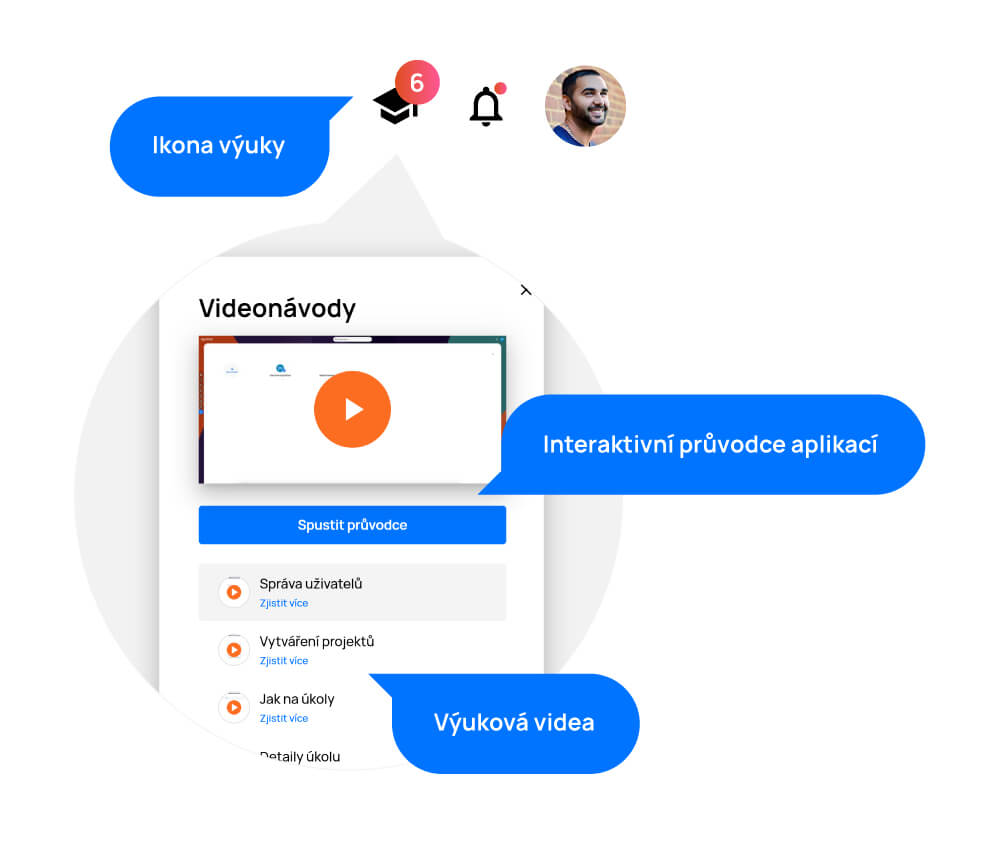 6
Ikona výuky
Videonávody
Interaktivní průvodce aplikací
Spustit průvodce
Správa uživatelů
Zjistit více
Vytváření projektů
Zjistit více
Jak na úkoly
Zjistit více
Výuková videa
Detaily úkolu